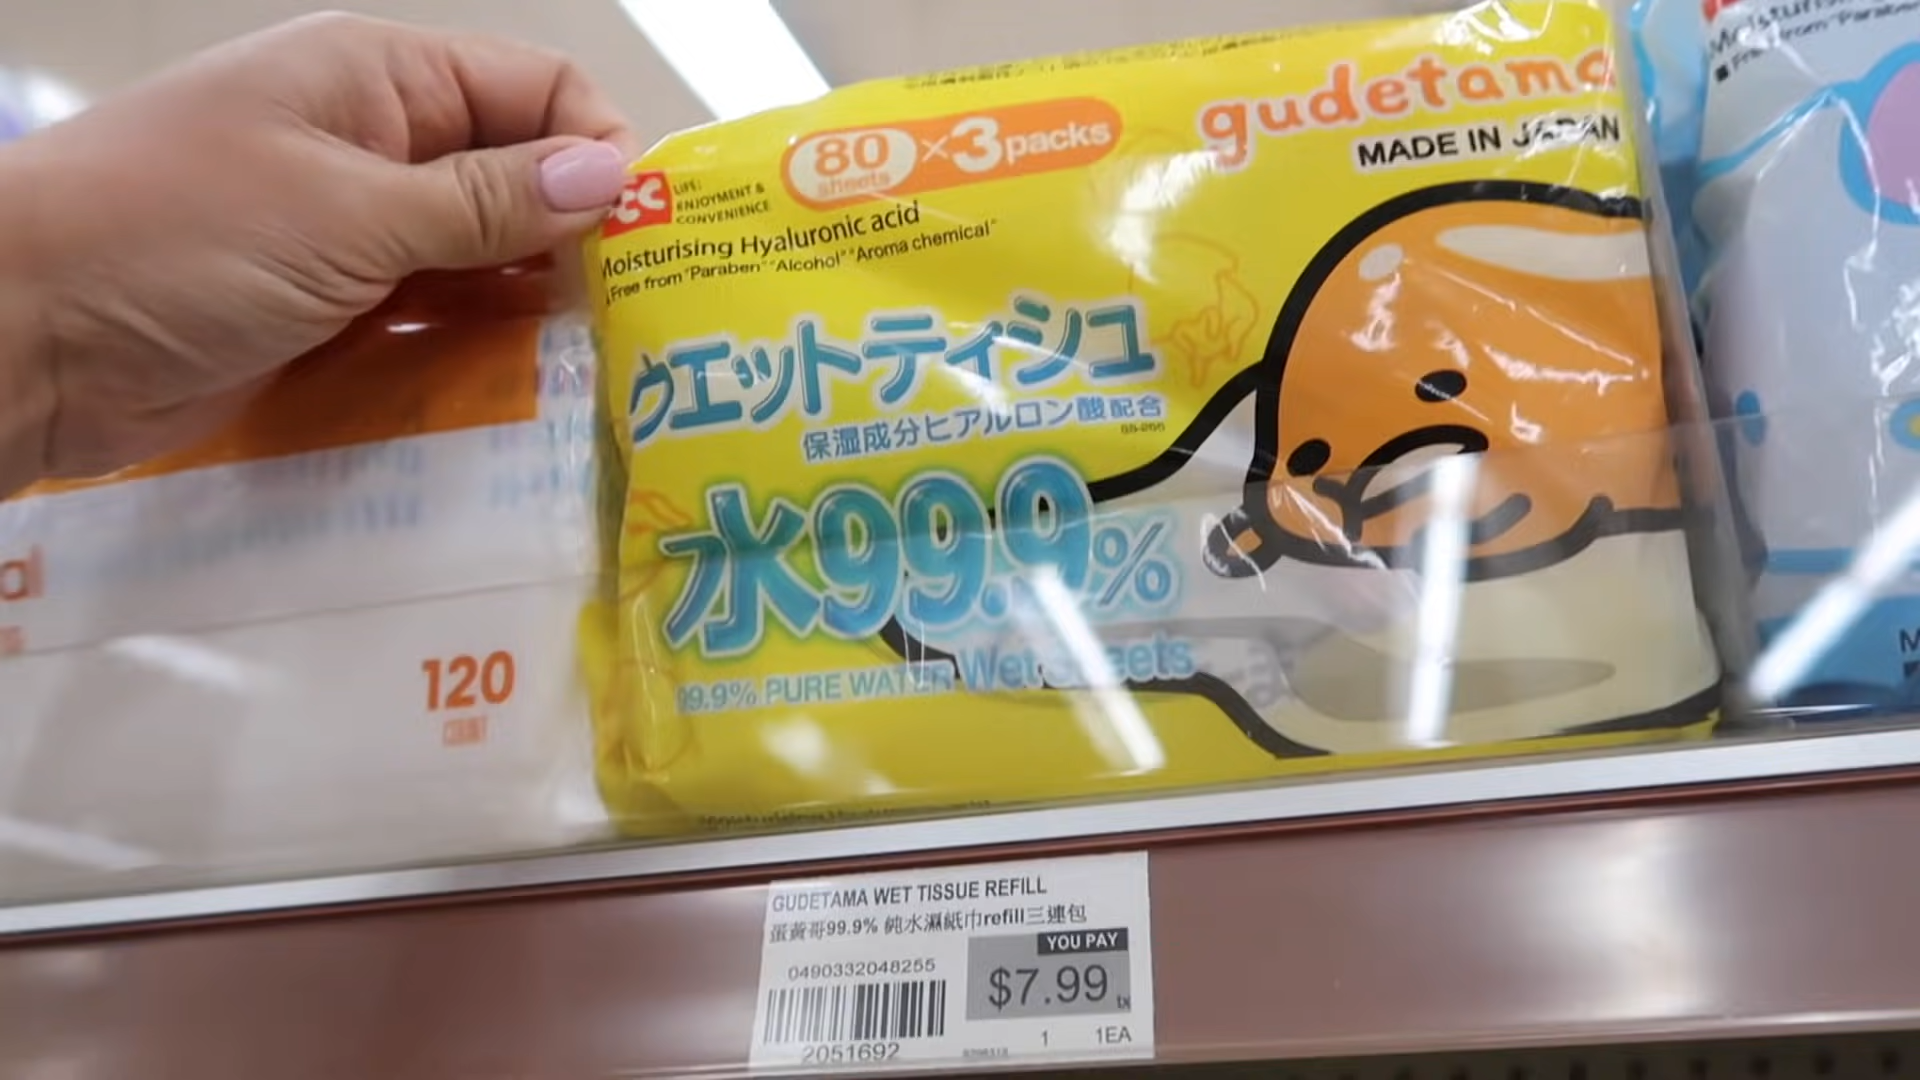 80 sheets ×3 packs
gudetama
MADE IN JAPAN
LIFE:
ENJOYMENT &
CONVENIENCE
Moisturising Hyaluronic acid
Free from "Paraben" "Alcohol" "Aroma chemical"
ウエットティシュ
保湿成分ヒアルロン酸配合
水99.9%
99.9% PURE WATER Wet Sheets
120
COUNT
GUDETAMA WET TISSUE REFILL
蛋黃哥99.9% 純水濕紙巾refill三連包
YOU PAY
0490332048255
$7.99 tx
2051692
1 1EA